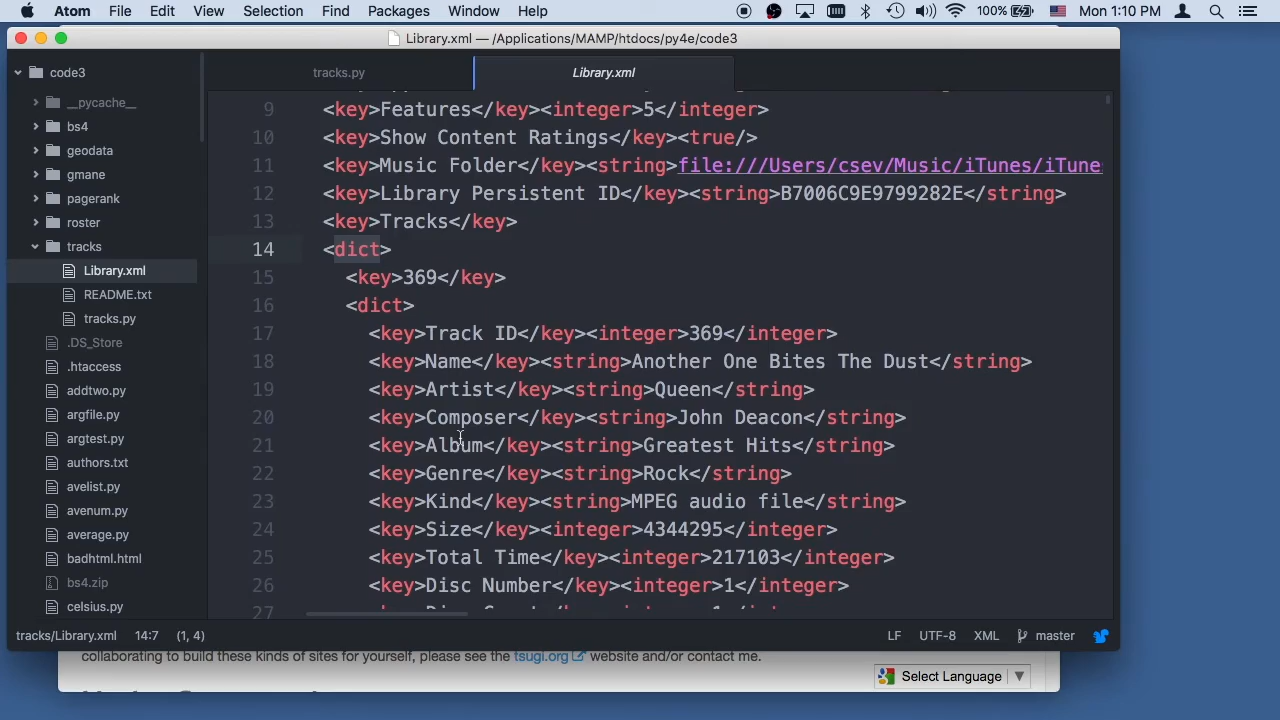 Atom File Edit View Selection Find Packages Window Help 100% Mon 1:10 PM
Library.xml — /Applications/MAMP/htdocs/py4e/code3
code3
__pycache__
bs4
geodata
gmane
pagerank
roster
tracks
Library.xml
README.txt
tracks.py
.DS_Store
.htaccess
addtwo.py
argfile.py
argtest.py
authors.txt
avelist.py
avenum.py
average.py
badhtml.html
bs4.zip
celsius.py
tracks.py Library.xml
9 <key>Features</key><integer>5</integer>
10 <key>Show Content Ratings</key><true/>
11 <key>Music Folder</key><string>file:///Users/csev/Music/iTunes/iTune
12 <key>Library Persistent ID</key><string>B7006C9E9799282E</string>
13 <key>Tracks</key>
14 <dict>
15 <key>369</key>
16 <dict>
17 <key>Track ID</key><integer>369</integer>
18 <key>Name</key><string>Another One Bites The Dust</string>
19 <key>Artist</key><string>Queen</string>
20 <key>Composer</key><string>John Deacon</string>
21 <key>Album</key><string>Greatest Hits</string>
22 <key>Genre</key><string>Rock</string>
23 <key>Kind</key><string>MPEG audio file</string>
24 <key>Size</key><integer>4344295</integer>
25 <key>Total Time</key><integer>217103</integer>
26 <key>Disc Number</key><integer>1</integer>
27
tracks/Library.xml 14:7 (1, 4) LF UTF-8 XML master
collaborating to build these kinds of sites for yourself, please see the tsugi.org website and/or contact me.
Select Language ▼